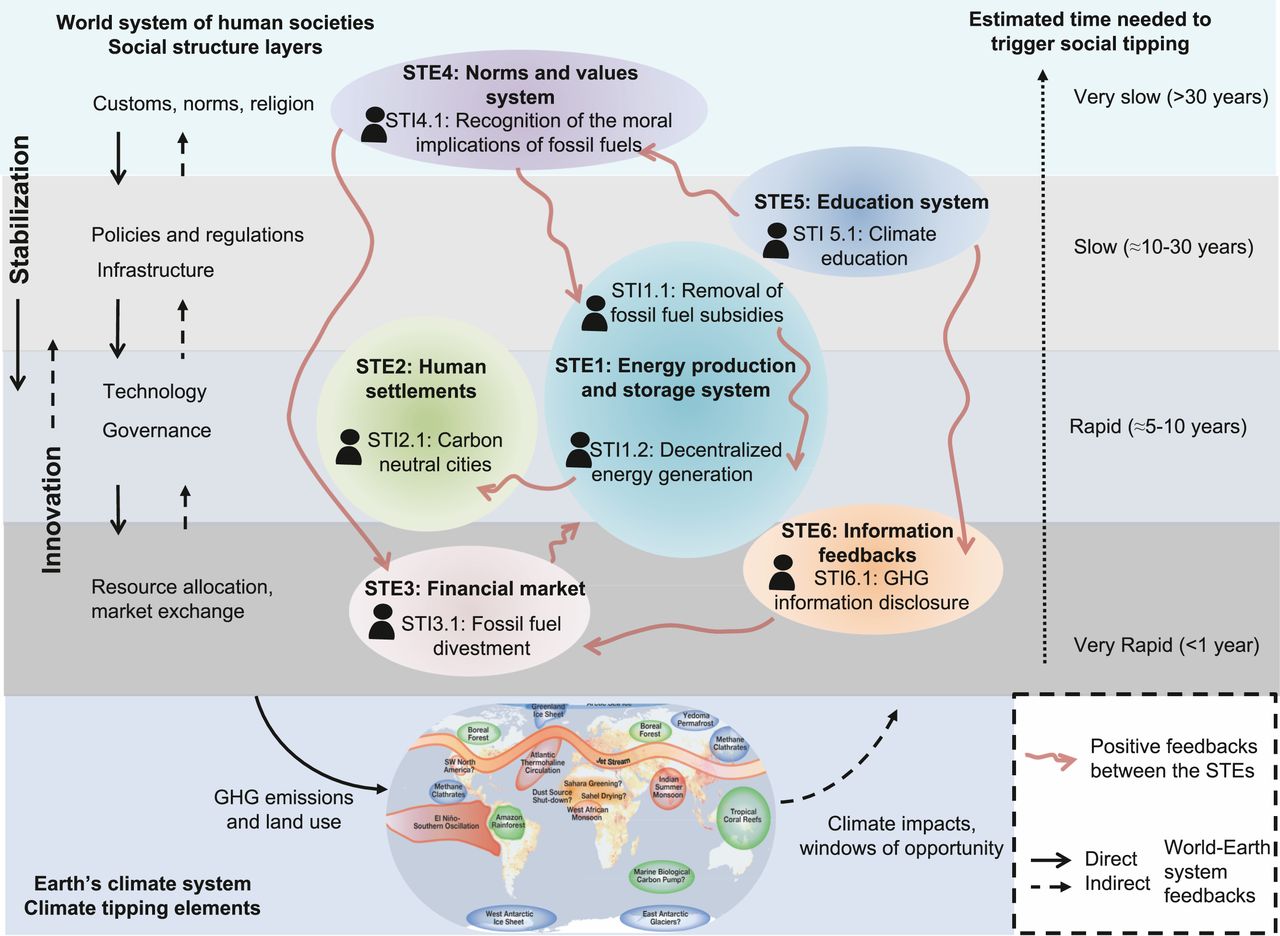 World system of human societies
Social structure layers
Estimated time needed to
trigger social tipping
Customs, norms, religion
Policies and regulations
Infrastructure
Technology
Governance
Resource allocation,
market exchange
Stabilization
Innovation
STE4: Norms and values
system
STI4.1: Recognition of the moral
implications of fossil fuels
STE5: Education system
STI 5.1: Climate
education
STI1.1: Removal of
fossil fuel subsidies
STE1: Energy production
and storage system
STI1.2: Decentralized
energy generation
STE2: Human
settlements
STI2.1: Carbon
neutral cities
STE3: Financial market
STI3.1: Fossil fuel
divestment
STE6: Information
feedbacks
STI6.1: GHG
information disclosure
Very slow (>30 years)
Slow (≈10-30 years)
Rapid (≈5-10 years)
Very Rapid (<1 year)
GHG emissions
and land use
Earth's climate system
Climate tipping elements
Greenland
Ice Sheet
Arctic Sea Ice
Boreal
Forest
Boreal
Forest
Yedoma
Permafrost
Methane
Clathrates
SW North
America?
Atlantic
Thermohaline
Circulation
Jet Stream
Methane
Clathrates
Sahara Greening?
Dust Source
Shut-down?
Sahel Drying?
West African
Monsoon
Indian
Summer
Monsoon
El Niño-
Southern Oscillation
Amazon
Rainforest
Tropical
Coral Reefs
Marine Biological
Carbon Pump?
West Antarctic
Ice Sheet
East Antarctic
Glaciers?
Climate impacts,
windows of opportunity
Positive feedbacks
between the STEs
Direct
Indirect
World-Earth
system
feedbacks